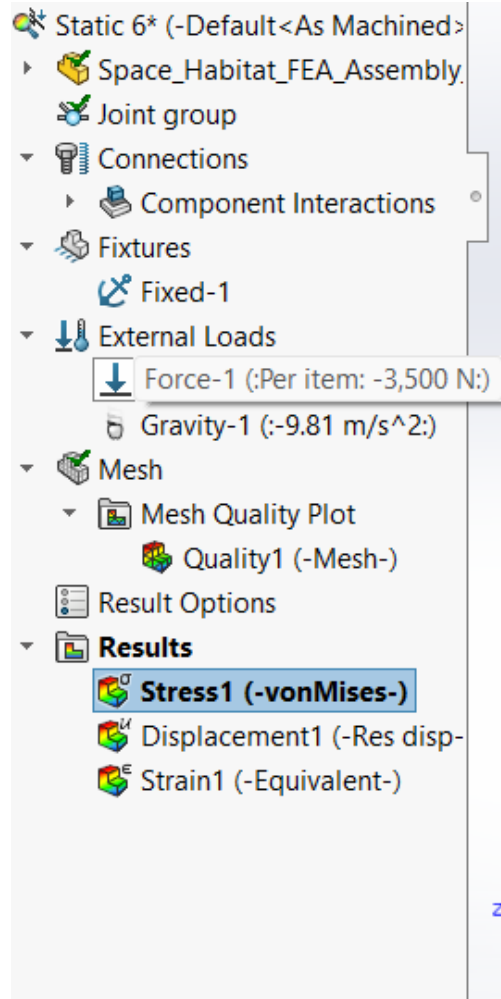 Static 6* (-Default<As Machined>
Space_Habitat_FEA_Assembly_
Joint group
Connections
Component Interactions
Fixtures
Fixed-1
External Loads
Force-1 (:Per item: -3,500 N:)
Gravity-1 (:-9.81 m/s^2:)
Mesh
Mesh Quality Plot
Quality1 (-Mesh-)
Result Options
Results
Stress1 (-vonMises-)
Displacement1 (-Res disp-
Strain1 (-Equivalent-)
z